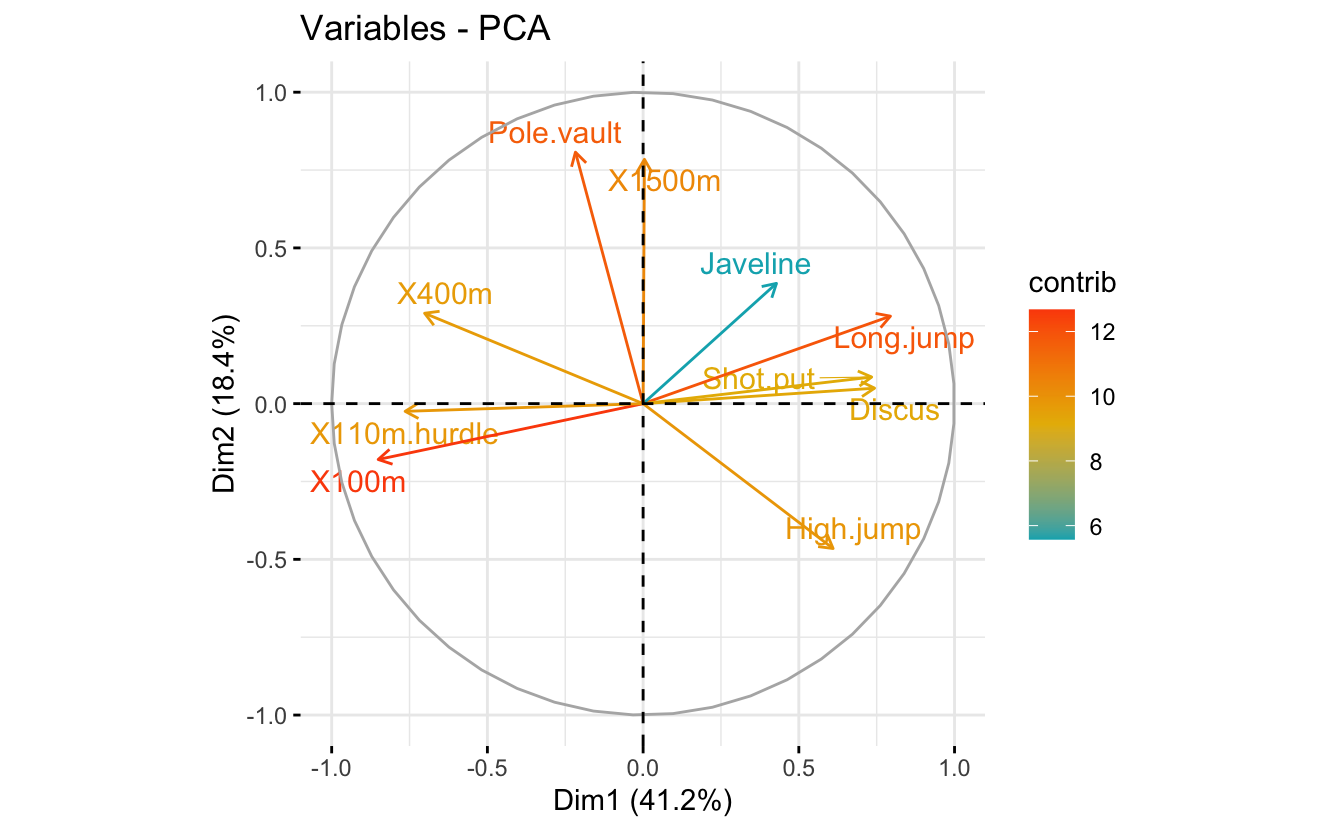 Variables - PCA
1.0
0.5
0.0
-0.5
-1.0
Dim2 (18.4%)
Pole.vault
X1500m
Javeline
X400m
Long.jump
Shot.put
Discus
X110m.hurdle
X100m
High.jump
-1.0 -0.5 0.0 0.5 1.0
Dim1 (41.2%)
contrib
12
10
8
6